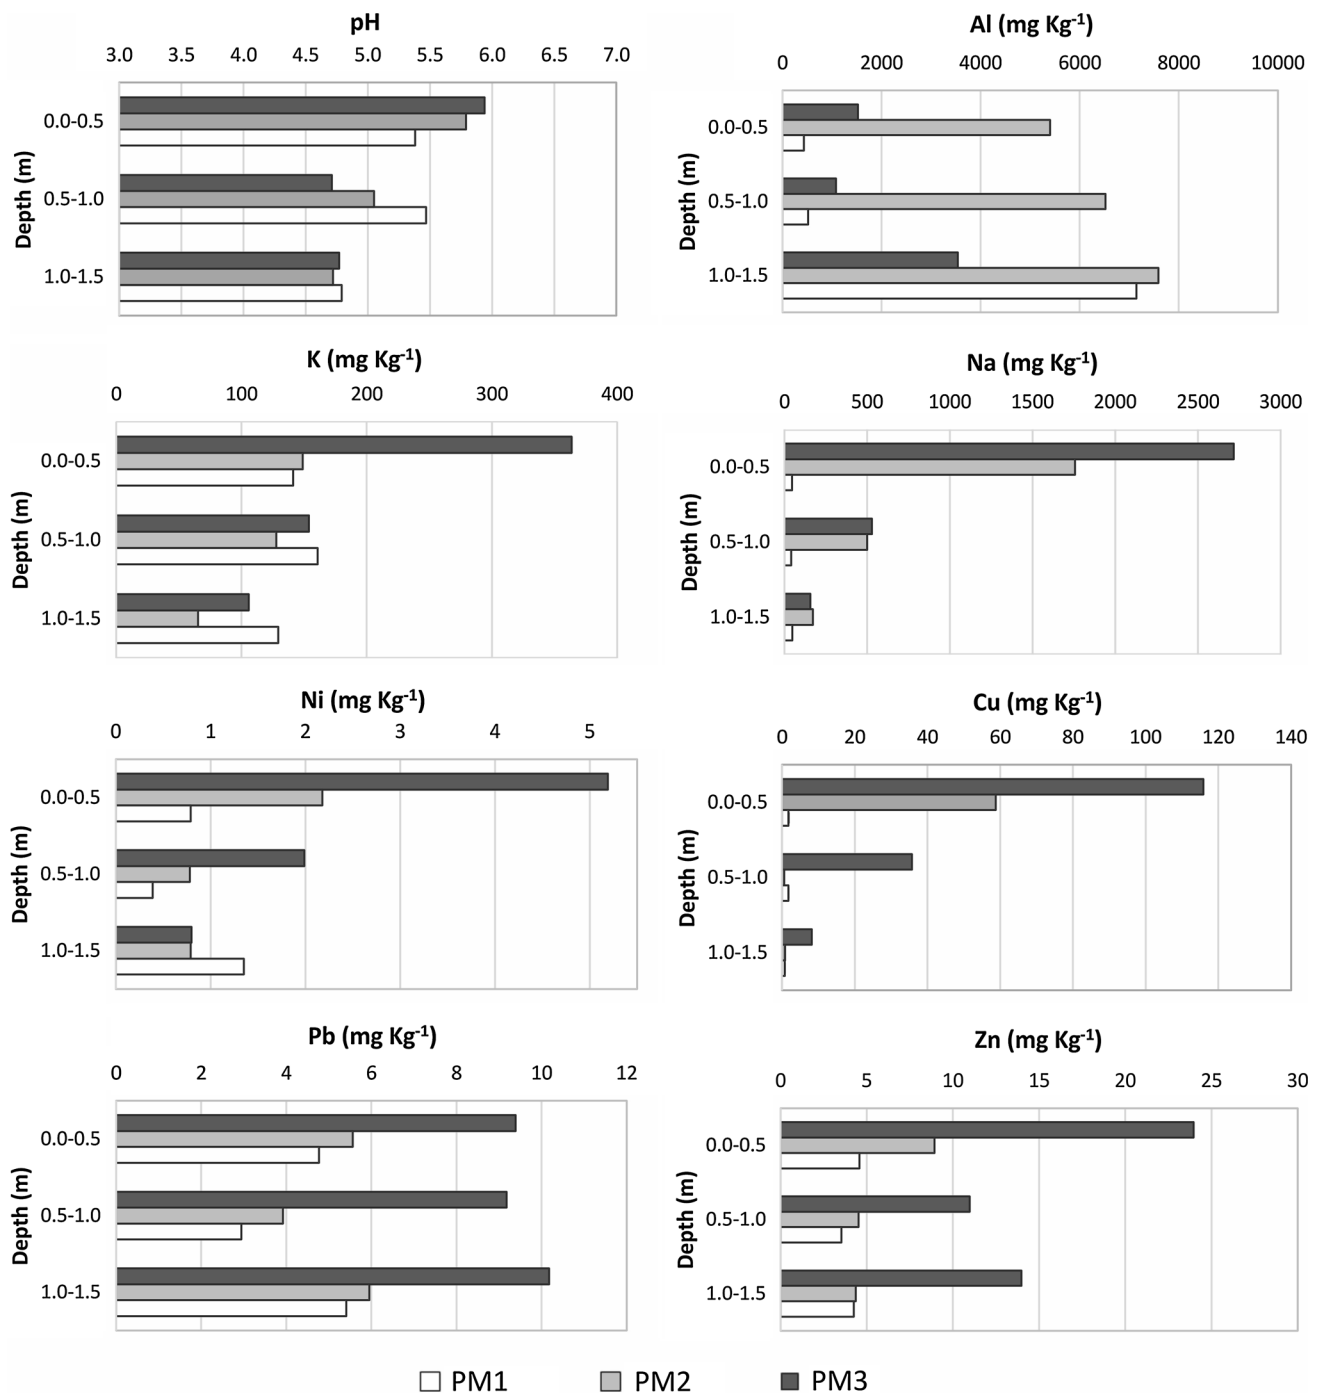 pH
3.0 3.5 4.0 4.5 5.0 5.5 6.0 6.5 7.0
Depth (m)
0.0-0.5
0.5-1.0
1.0-1.5
Al (mg Kg⁻¹)
0 2000 4000 6000 8000 10000
Depth (m)
0.0-0.5
0.5-1.0
1.0-1.5
K (mg Kg⁻¹)
0 100 200 300 400
Depth (m)
0.0-0.5
0.5-1.0
1.0-1.5
Na (mg Kg⁻¹)
0 500 1000 1500 2000 2500 3000
Depth (m)
0.0-0.5
0.5-1.0
1.0-1.5
Ni (mg Kg⁻¹)
0 1 2 3 4 5
Depth (m)
0.0-0.5
0.5-1.0
1.0-1.5
Cu (mg Kg⁻¹)
0 20 40 60 80 100 120 140
Depth (m)
0.0-0.5
0.5-1.0
1.0-1.5
Pb (mg Kg⁻¹)
0 2 4 6 8 10 12
Depth (m)
0.0-0.5
0.5-1.0
1.0-1.5
Zn (mg Kg⁻¹)
0 5 10 15 20 25 30
Depth (m)
0.0-0.5
0.5-1.0
1.0-1.5
PM1 PM2 PM3